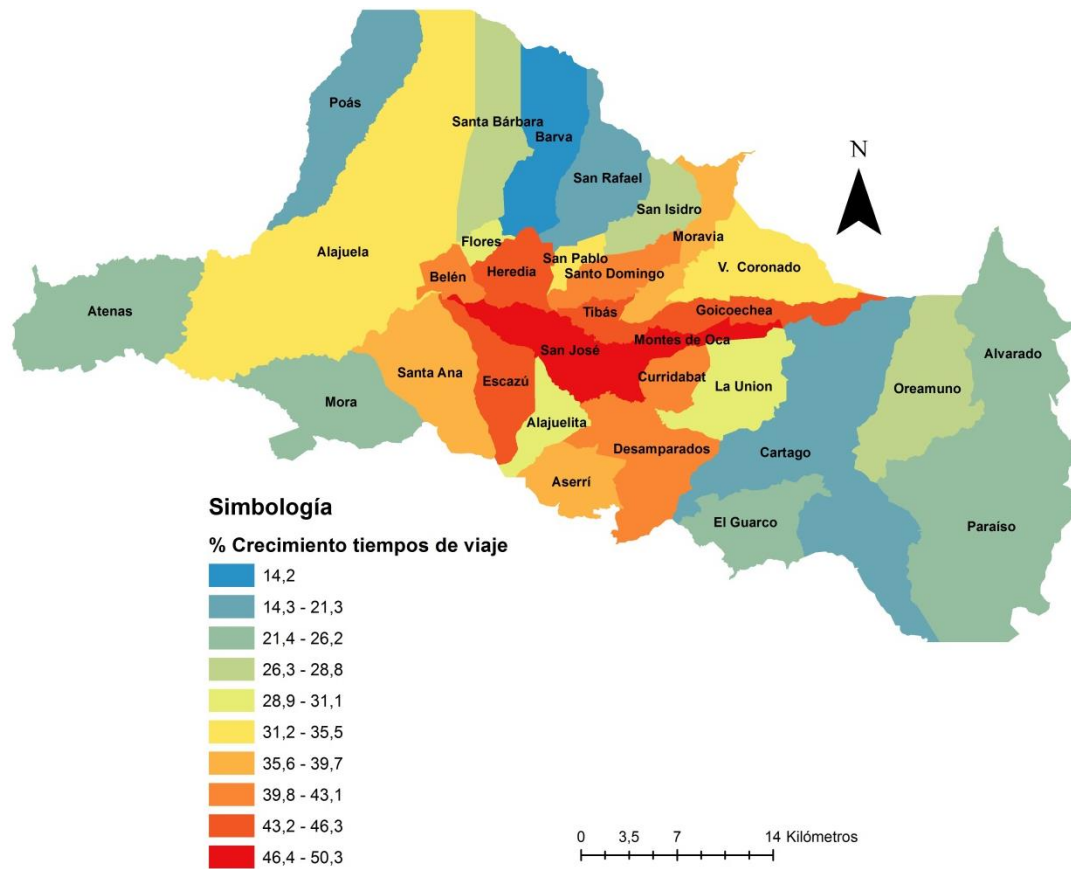 Poás
Santa Bárbara
Barva
N
San Rafael
San Isidro
Moravia
Flores
Alajuela
San Pablo
V. Coronado
Heredia
Santo Domingo
Belén
Atenas
Tibás
Goicoechea
Montes de Oca
San José
Alvarado
Santa Ana
Escazú
Curridabat
La Union
Oreamuno
Mora
Alajuelita
Desamparados
Cartago
Aserrí
El Guarco
Paraíso
Simbología
% Crecimiento tiempos de viaje
14,2
14,3 - 21,3
21,4 - 26,2
26,3 - 28,8
28,9 - 31,1
31,2 - 35,5
35,6 - 39,7
39,8 - 43,1
43,2 - 46,3
46,4 - 50,3
0 3,5 7 14 Kilómetros